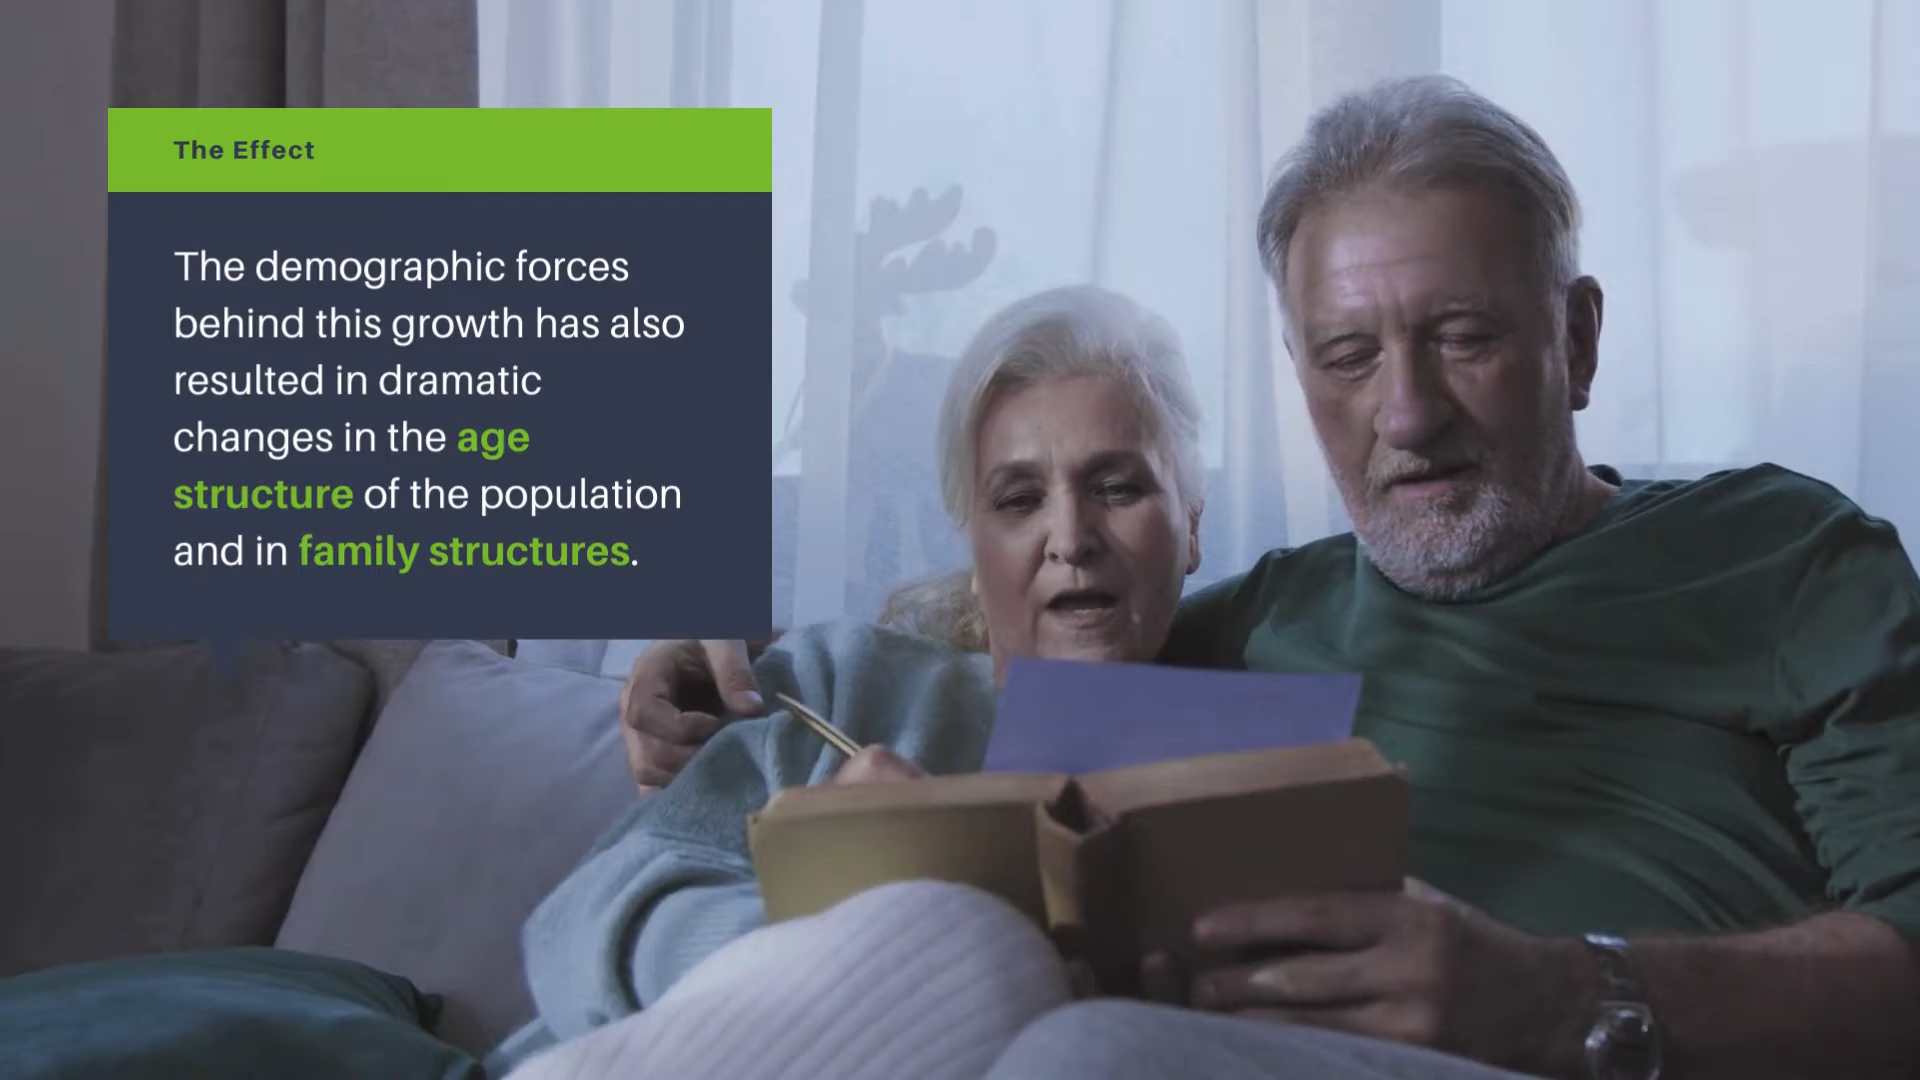 The Effect
The demographic forces
behind this growth has also
resulted in dramatic
changes in the age
structure of the population
and in family structures.